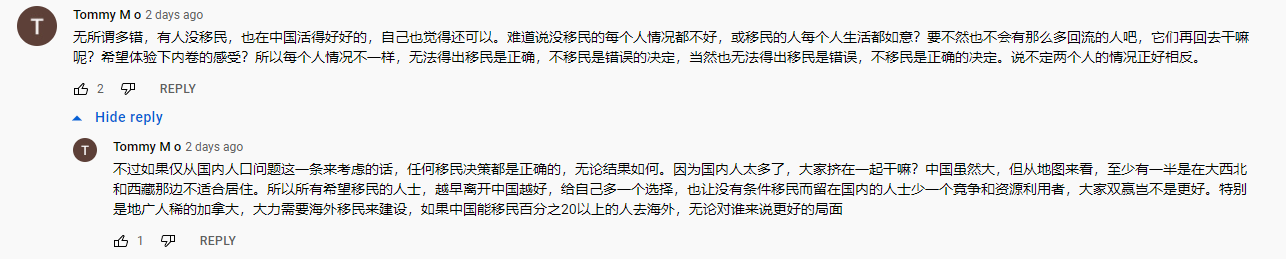 T
Tommy M o 2 days ago
无所谓多错，有人没移民，也在中国活得好好的，自己也觉得还可以。难道说没移民的每个人情况都不好，或移民的人每个人生活都如意？要不然也不会有那么多回流的人吧，它们再回去干嘛
呢？希望体验下内卷的感受？所以每个人情况不一样，无法得出移民是正确，不移民是错误的决定，当然也无法得出移民是错误，不移民是正确的决定。说不定两个人的情况正好相反。
2 REPLY
Hide reply
T
Tommy M o 2 days ago
不过如果仅从国内人口问题这一条来考虑的话，任何移民决策都是正确的，无论结果如何。因为国内人太多了，大家挤在一起干嘛？中国虽然大，但从地图来看，至少有一半是在大西北
和西藏那边不适合居住。所以所有希望移民的人士，越早离开中国越好，给自己多一个选择，也让没有条件移民而留在国内的人士少一个竞争和资源利用者，大家双赢岂不是更好。特别
是地广人稀的加拿大，大力需要海外移民来建设，如果中国能移民百分之20以上的人去海外，无论对谁来说更好的局面
1 REPLY